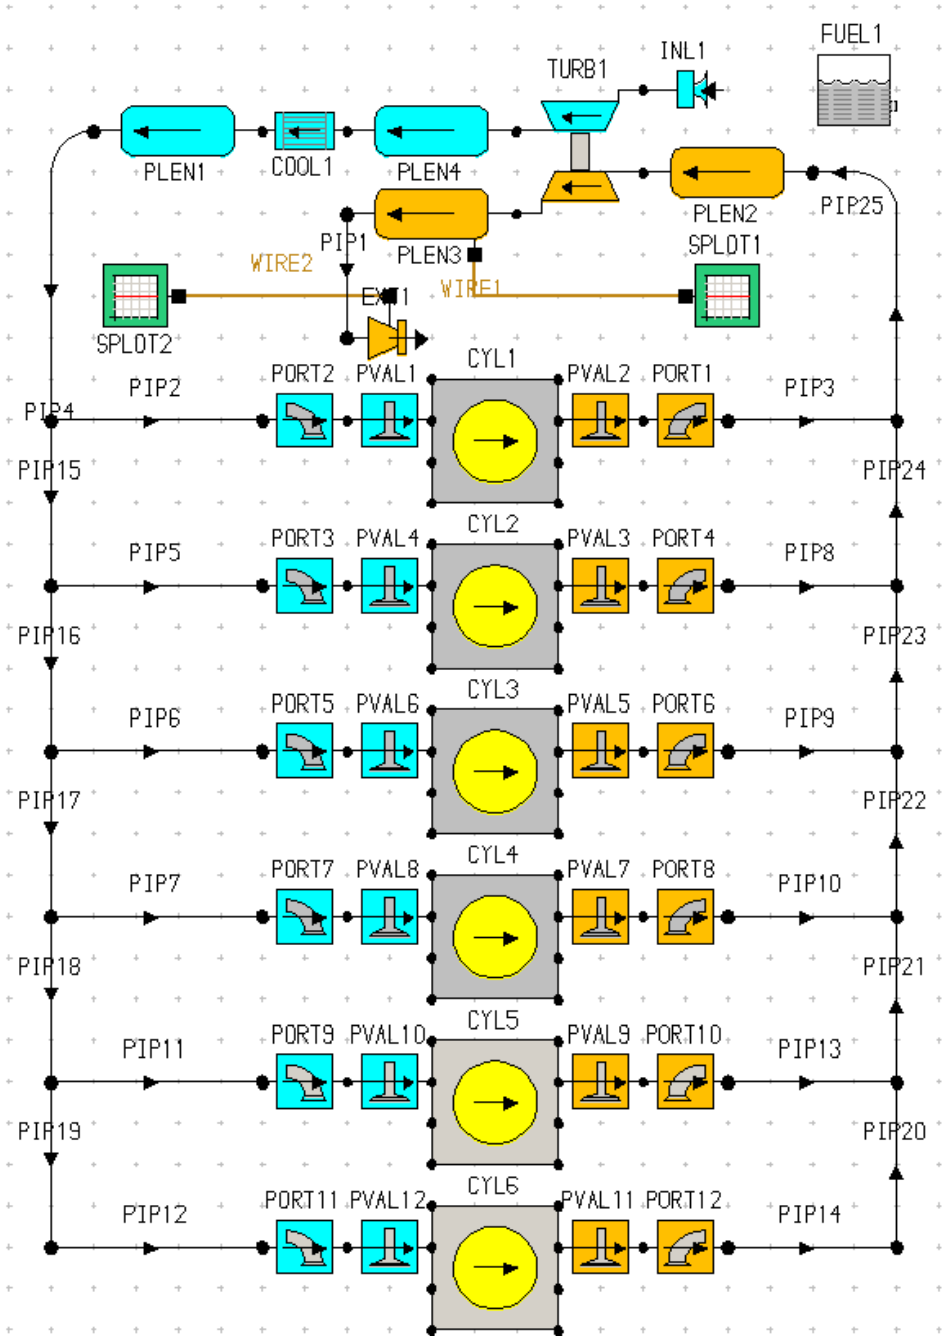 FUEL1
INL1
TURB1
PLEN1
COOL1
PLEN4
PLEN2
PIP25
PIP1
PLEN3
SPLOT1
WIRE2
WIRE1
EXT1
SPLOT2
CYL1
PIP2
PORT2
PVAL1
PVAL2
PORT1
PIP3
PIP4
PIP15
PIP24
CYL2
PIP5
PORT3
PVAL4
PVAL3
PORT4
PIP8
PIP16
PIP23
CYL3
PIP6
PORT5
PVAL6
PVAL5
PORT6
PIP9
PIP17
PIP22
CYL4
PIP7
PORT7
PVAL8
PVAL7
PORT8
PIP10
PIP18
PIP21
CYL5
PIP11
PORT9
PVAL10
PVAL9
PORT10
PIP13
PIP19
PIP20
CYL6
PIP12
PORT11
PVAL12
PVAL11
PORT12
PIP14